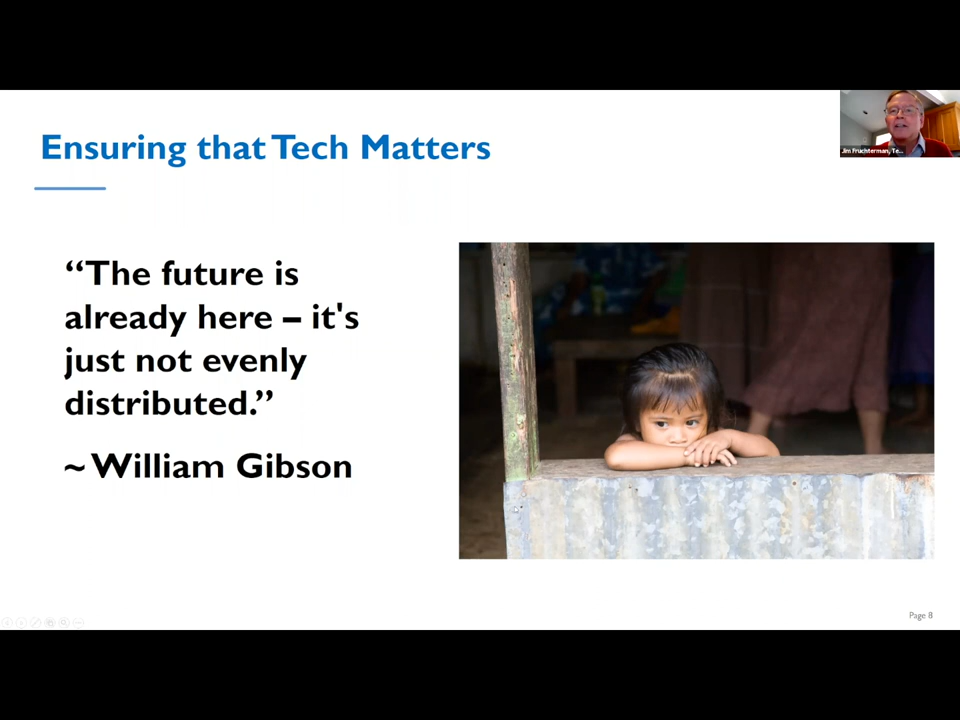 Ensuring that Tech Matters
Jim Fruchterman, Te...
“The future is
already here – it's
just not evenly
distributed.”
~ William Gibson
Page 8